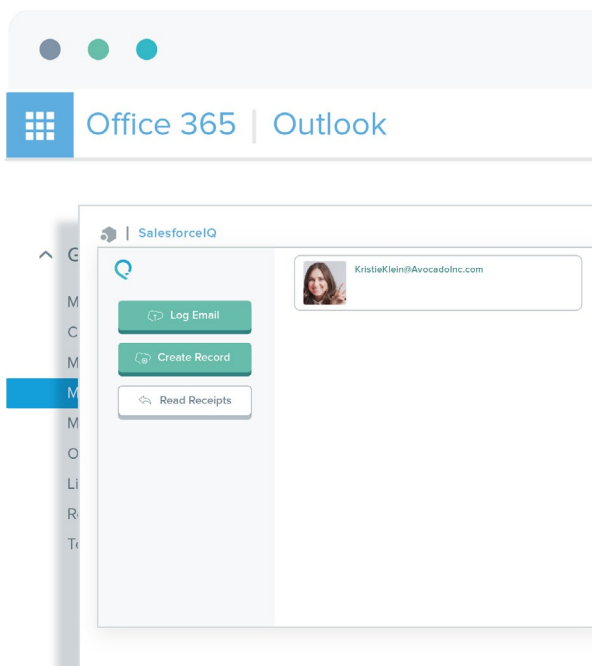 Office 365 | Outlook
SalesforceIQ
KristieKlein@AvocadoInc.com
Log Email
Create Record
Read Receipts